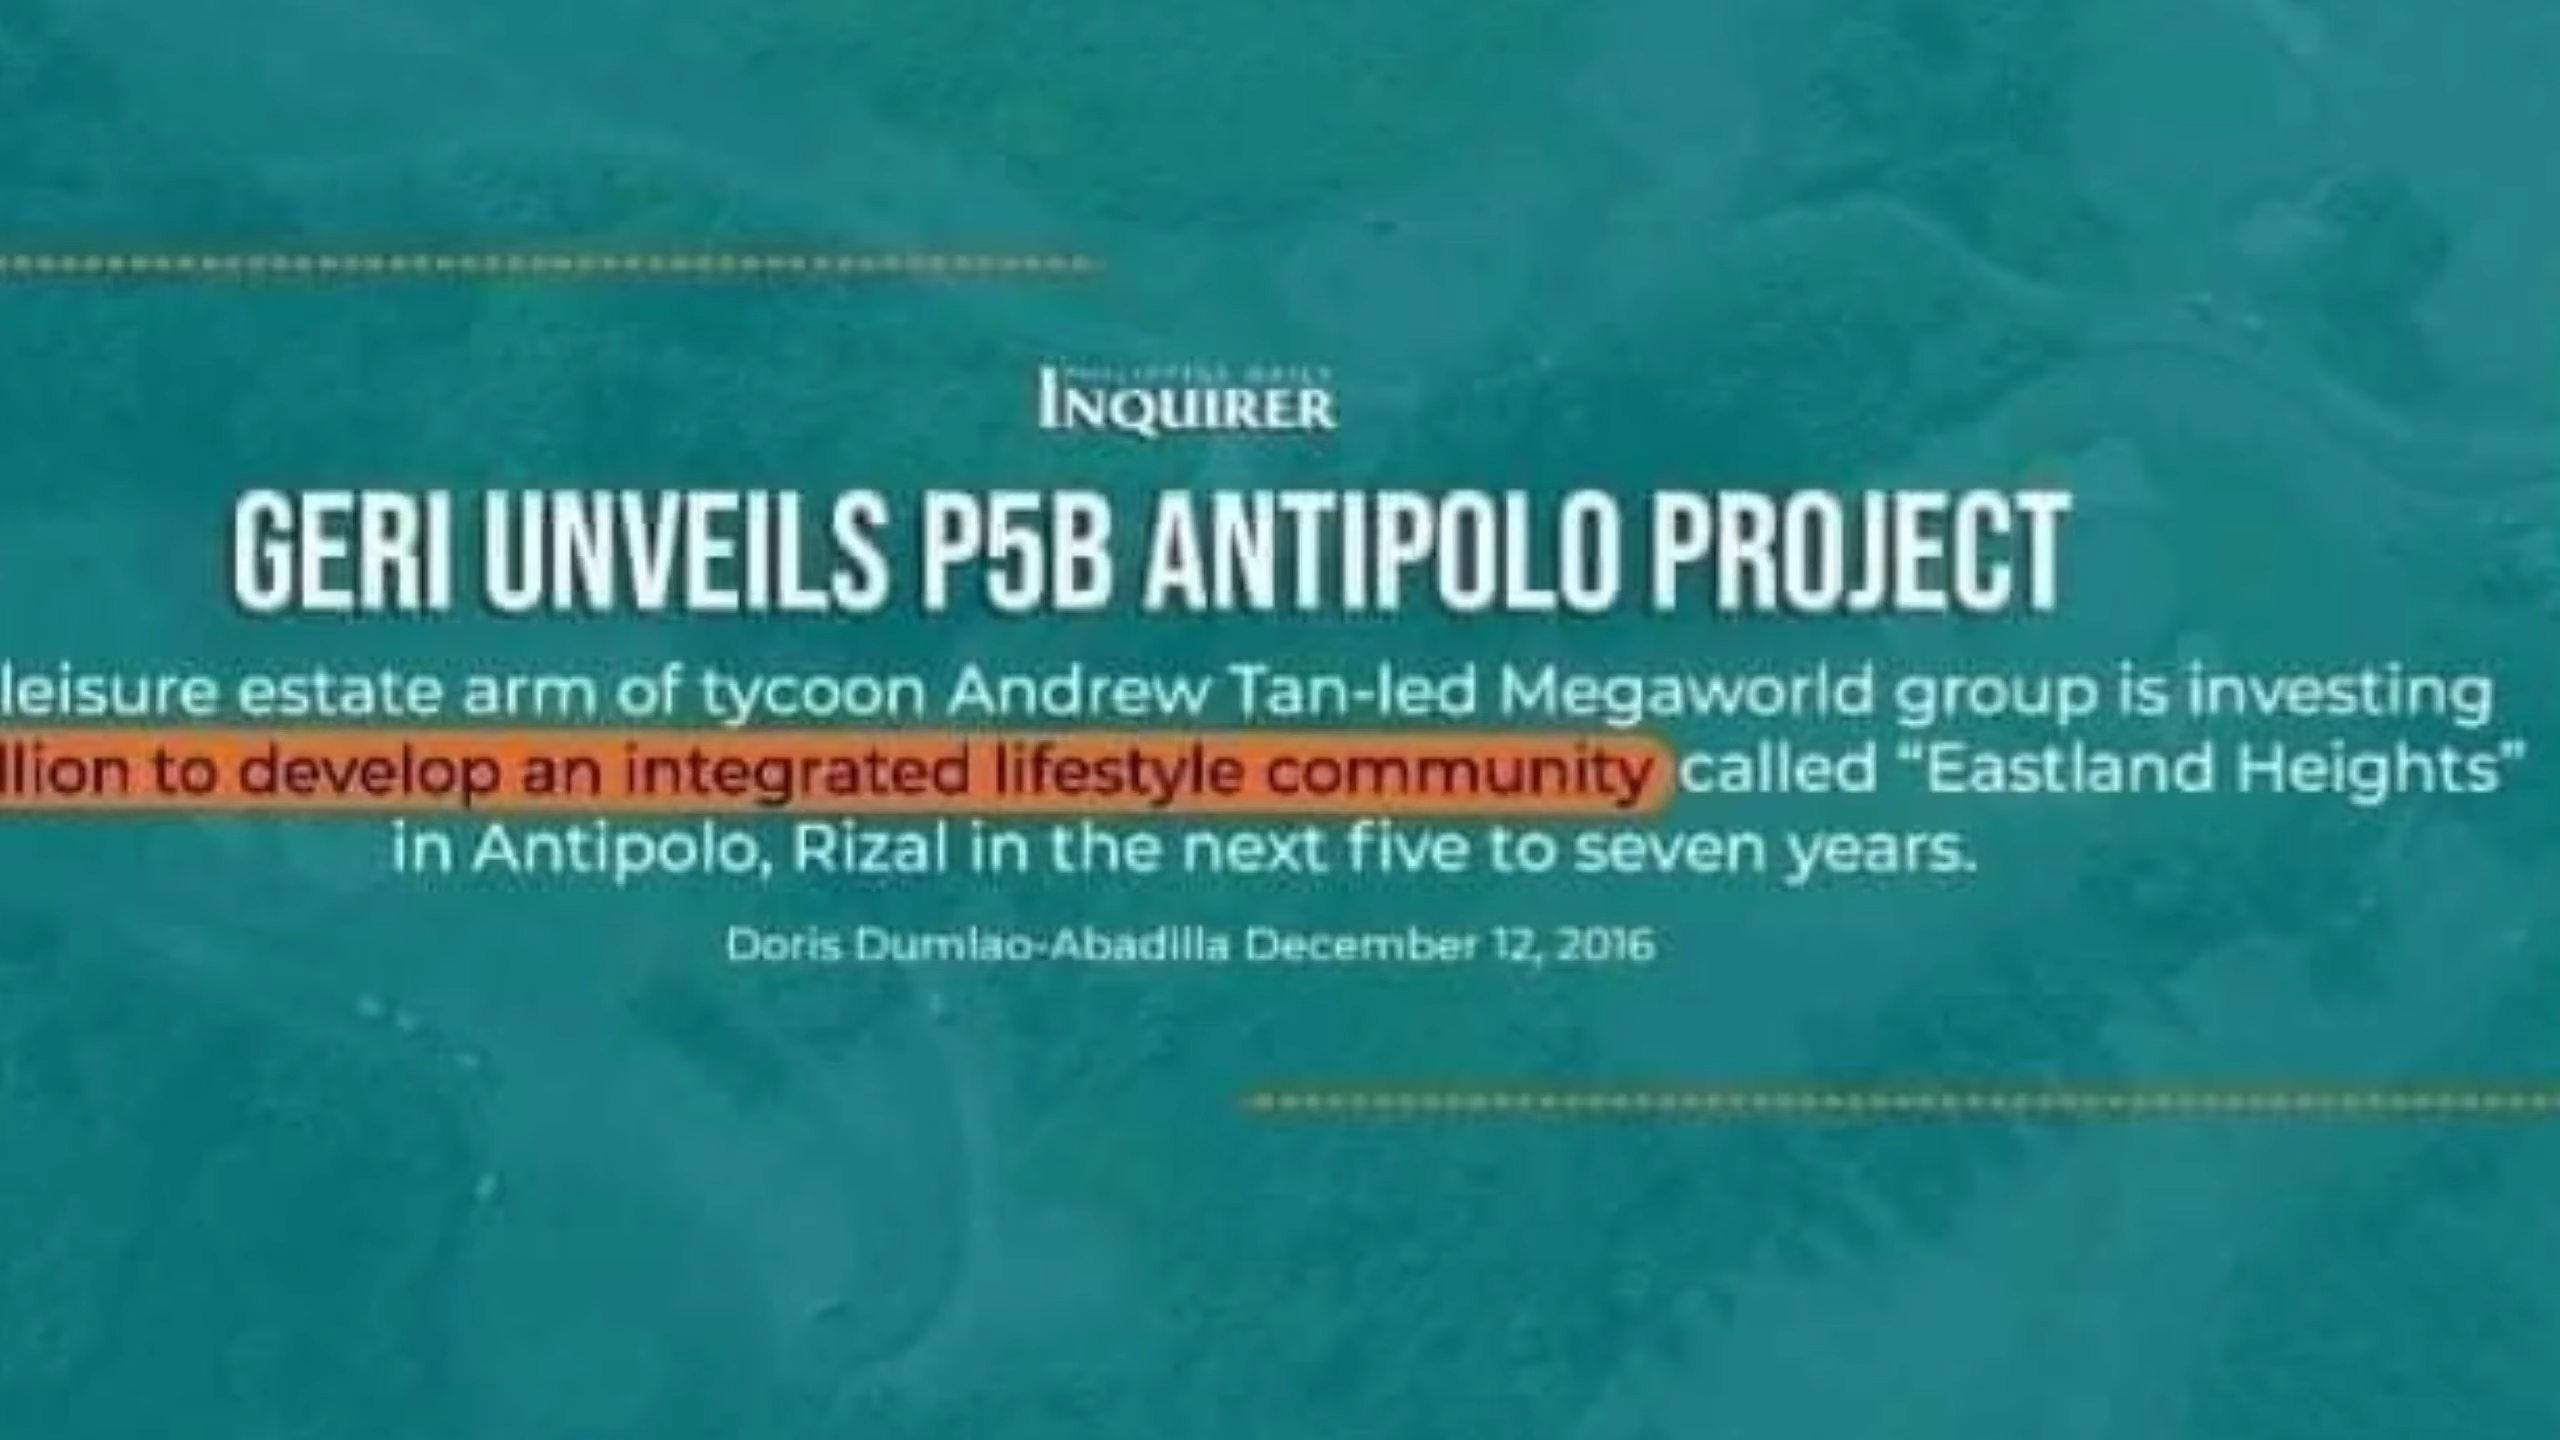 INQUIRER
GERI UNVEILS P5B ANTIPOLO PROJECT
leisure estate arm of tycoon Andrew Tan-led Megaworld group is investing
llion to develop an integrated lifestyle community called “Eastland Heights”
in Antipolo, Rizal in the next five to seven years.
Doris Dumlao-Abadilla December 12, 2016